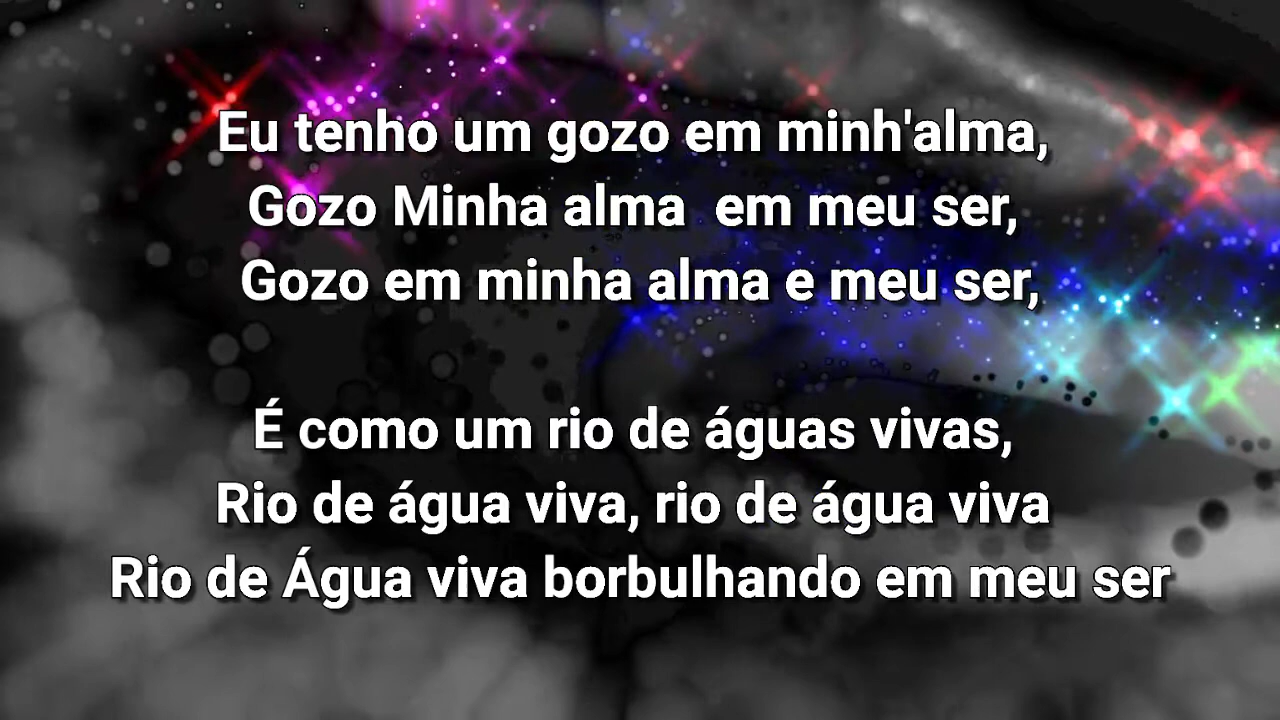 Eu tenho um gozo em minh'alma,
Gozo Minha alma  em meu ser,
Gozo em minha alma e meu ser,
É como um rio de águas vivas,
Rio de água viva, rio de água viva
Rio de Água viva borbulhando em meu ser